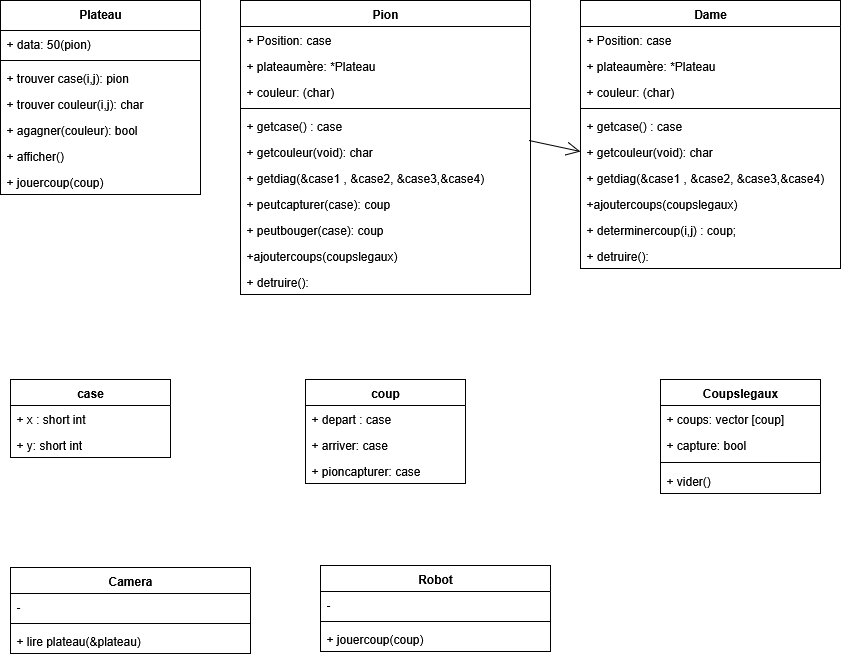 Plateau
+ data: 50(pion)
+ trouver case(i,j): pion
+ trouver couleur(i,j): char
+ agagner(couleur): bool
+ afficher()
+ jouercoup(coup)
Pion
+ Position: case
+ plateaumère: *Plateau
+ couleur: (char)
+ getcase() : case
+ getcouleur(void): char
+ getdiag(&case1 , &case2, &case3,&case4)
+ peutcapturer(case): coup
+ peutbouger(case): coup
+ajoutercoups(coupslegaux)
+ detruire():
Dame
+ Position: case
+ plateaumère: *Plateau
+ couleur: (char)
+ getcase() : case
+ getcouleur(void): char
+ getdiag(&case1 , &case2, &case3,&case4)
+ajoutercoups(coupslegaux)
+ determinercoup(i,j) : coup;
+ detruire():
case
+ x : short int
+ y: short int
coup
+ depart : case
+ arriver: case
+ pioncapturer: case
Coupslegaux
+ coups: vector [coup]
+ capture: bool
+ vider()
Camera
-
+ lire plateau(&plateau)
Robot
-
+ jouercoup(coup)